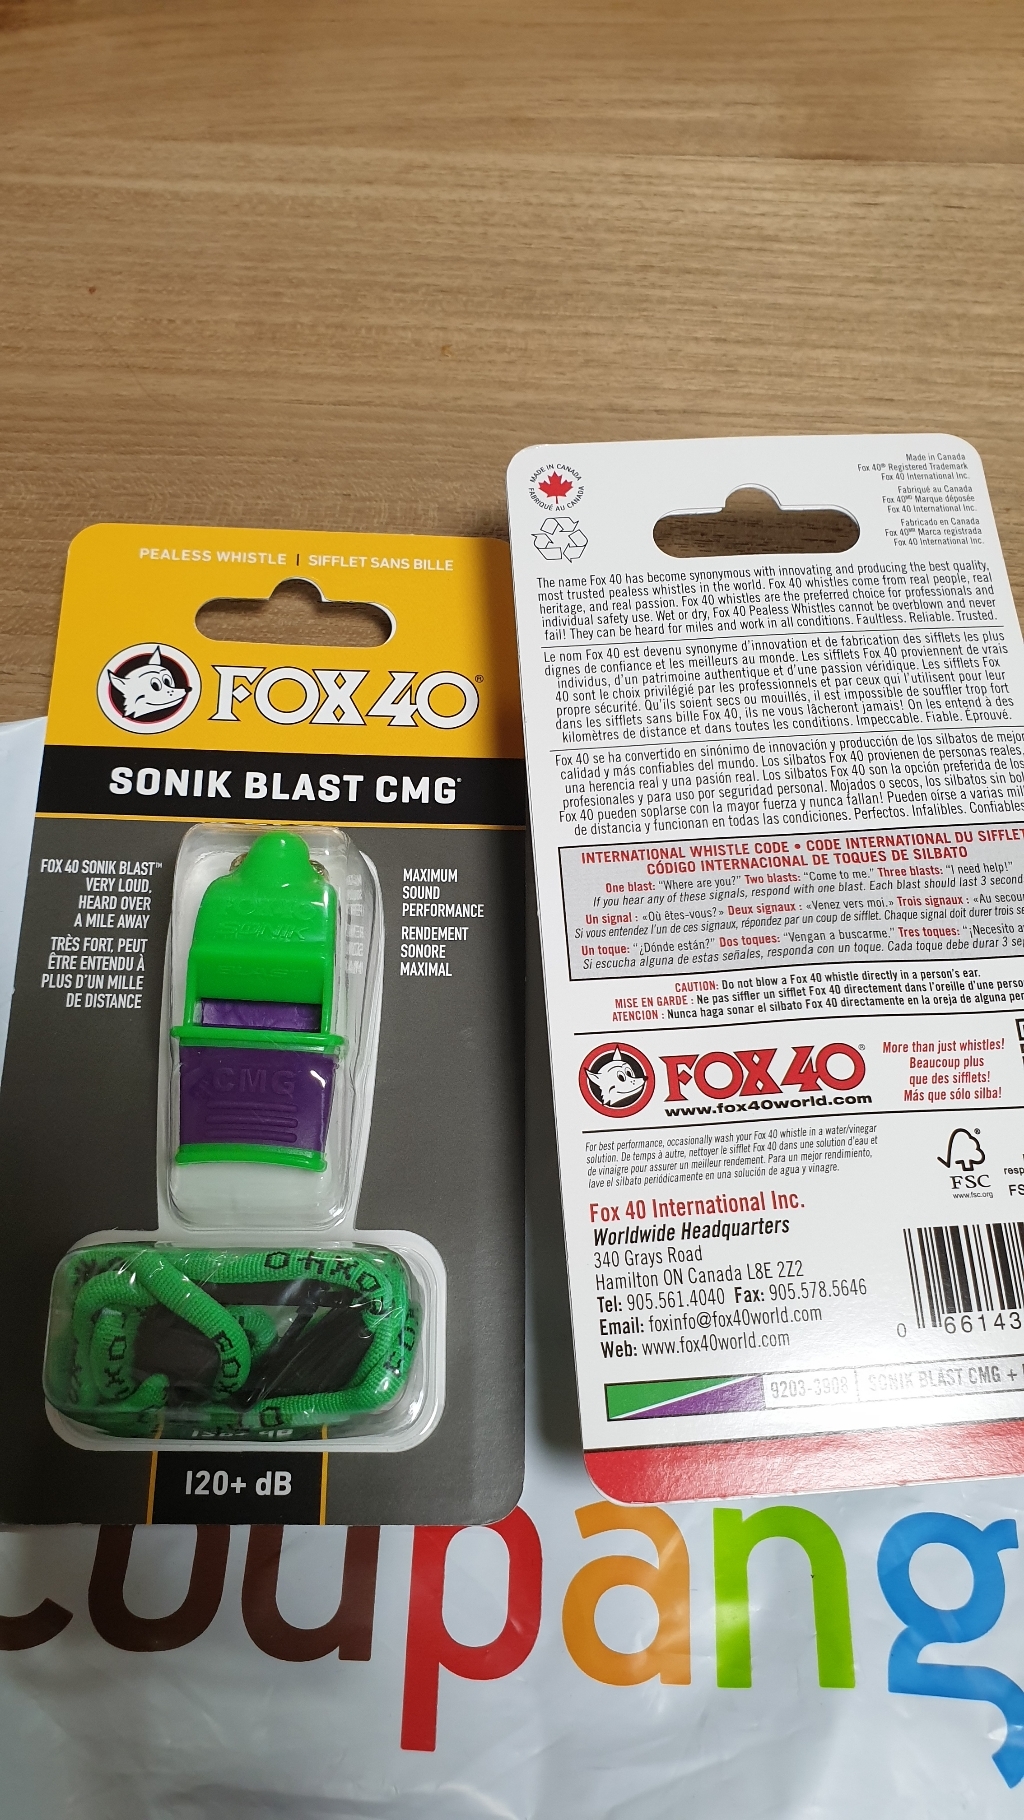 PEALESS WHISTLE | SIFFLET SANS BILLE
FOX 40®
SONIK BLAST CMG®
FOX 40 SONIK BLAST™
VERY LOUD,
HEARD OVER
A MILE AWAY
TRÈS FORT, PEUT
ÊTRE ENTENDU À
PLUS D'UN MILLE
DE DISTANCE
MAXIMUM
SOUND
PERFORMANCE
RENDEMENT
SONORE
MAXIMAL
SONIK
CMG
FOX 40
120+ dB
MADE IN CANADA
FABRIQUÉ AU CANADA
Made in Canada
Fox 40® Registered Trademark
Fox 40 International Inc.
Fabriqué au Canada
Fox 40ᴹᴰ Marque déposée
Fox 40 International Inc.
Fabricado en Canada
Fox 40ᴹᴿ Marca registrada
Fox 40 International Inc.
The name Fox 40 has become synonymous with innovating and producing the best quality,
most trusted pealess whistles in the world. Fox 40 whistles come from real people, real
heritage, and real passion. Fox 40 whistles are the preferred choice for professionals and
individual safety use. Wet or dry, Fox 40 Pealess Whistles cannot be overblown and never
fail! They can be heard for miles and work in all conditions. Faultless. Reliable. Trusted.
Le nom Fox 40 est devenu synonyme d'innovation et de fabrication des sifflets les plus
dignes de confiance et les meilleurs au monde. Les sifflets Fox 40 proviennent de vrais
individus, d'un patrimoine authentique et d'une passion véridique. Les sifflets Fox
40 sont le choix privilégié par les professionnels et par ceux qui l'utilisent pour leur
propre sécurité. Qu'ils soient secs ou mouillés, il est impossible de souffler trop fort
dans les sifflets sans bille Fox 40, ils ne vous lâcheront jamais! On les entend à des
kilomètres de distance et dans toutes les conditions. Impeccable. Fiable. Éprouvé.
Fox 40 se ha convertido en sinónimo de innovación y producción de los silbatos de mejor
calidad y más confiables del mundo. Los silbatos Fox 40 provienen de personas reales,
una herencia real y una pasión real. Los silbatos Fox 40 son la opción preferida de los
profesionales y para uso por seguridad personal. Mojados o secos, los silbatos sin bol
Fox 40 pueden soplarse con la mayor fuerza y nunca fallan! Pueden oírse a varias mil
de distancia y funcionan en todas las condiciones. Perfectos. Infalibles. Confiables
INTERNATIONAL WHISTLE CODE • CODE INTERNATIONAL DU SIFFLET
CÓDIGO INTERNACIONAL DE TOQUES DE SILBATO
One blast: "Where are you?" Two blasts: "Come to me." Three blasts: "I need help!"
If you hear any of these signals, respond with one blast. Each blast should last 3 second
Un signal : «Où êtes-vous?» Deux signaux : «Venez vers moi.» Trois signaux : «Au secou
Si vous entendez l'un de ces signaux, répondez par un coup de sifflet. Chaque signal doit durer trois se
Un toque: "¿Dónde están?" Dos toques: "Vengan a buscarme." Tres toques: "¡Necesito a
Si escucha alguna de estas señales, responda con un toque. Cada toque debe durar 3 se
CAUTION: Do not blow a Fox 40 whistle directly in a person's ear.
MISE EN GARDE : Ne pas siffler un sifflet Fox 40 directement dans l'oreille d'une perso
ATENCION : Nunca haga sonar el silbato Fox 40 directamente en la oreja de alguna per
FOX 40®
www.fox40world.com
More than just whistles!
Beaucoup plus
que des sifflets!
Más que sólo silba!
For best performance, occasionally wash your Fox 40 whistle in a water/vinegar
solution. De temps à autre, nettoyer le sifflet Fox 40 dans une solution d'eau et
de vinaigre pour assurer un meilleur rendement. Para un mejor rendimiento,
lave el silbato periódicamente en una solución de agua y vinagre.
FSC
www.fsc.org
resp
FS
Fox 40 International Inc.
Worldwide Headquarters
340 Grays Road
Hamilton ON Canada L8E 2Z2
Tel: 905.561.4040 Fax: 905.578.5646
Email: foxinfo@fox40world.com
Web: www.fox40world.com
0 66143
9203-3908 | SONIK BLAST CMG +
coupang